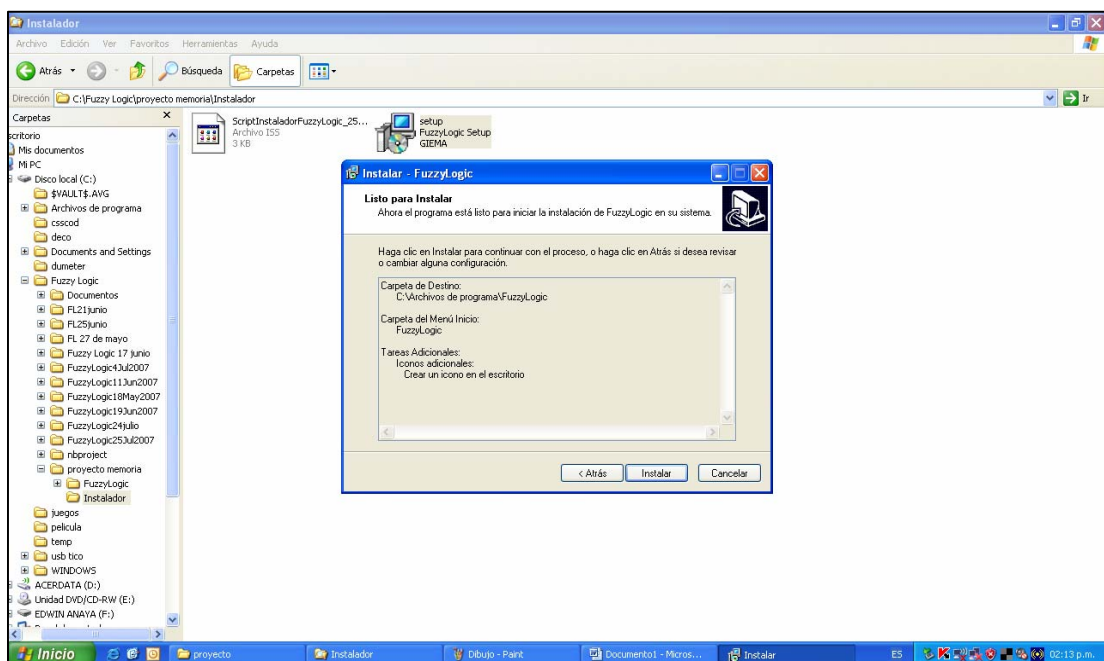 Instalador
Archivo Edición Ver Favoritos Herramientas Ayuda
Atrás Búsqueda Carpetas
Dirección C:\Fuzzy Logic\proyecto memoria\Instalador Ir
Carpetas
scritorio
Mis documentos
Mi PC
Disco local (C:)
$VAULT$.AVG
Archivos de programa
csscod
deco
Documents and Settings
dumeter
Fuzzy Logic
Documentos
FL21junio
FL25junio
FL 27 de mayo
Fuzzy Logic 17 junio
FuzzyLogic4Jul2007
FuzzyLogic11Jun2007
FuzzyLogic18May2007
FuzzyLogic19Jun2007
FuzzyLogic24julio
FuzzyLogic25Jul2007
nbproject
proyecto memoria
FuzzyLogic
Instalador
juegos
pelicula
temp
usb tico
WINDOWS
ACERDATA (D:)
Unidad DVD/CD-RW (E:)
EDWIN ANAYA (F:)
ScriptInstaladorFuzzyLogic_25...
Archivo ISS
3 KB
setup
FuzzyLogic Setup
GIEMA
Instalar - FuzzyLogic
Listo para Instalar
Ahora el programa está listo para iniciar la instalación de FuzzyLogic en su sistema.
Haga clic en Instalar para continuar con el proceso, o haga clic en Atrás si desea revisar
o cambiar alguna configuración.
Carpeta de Destino:
C:\Archivos de programa\FuzzyLogic
Carpeta del Menú Inicio:
FuzzyLogic
Tareas Adicionales:
Iconos adicionales:
Crear un icono en el escritorio
< Atrás Instalar Cancelar
Inicio proyecto Instalador Dibujo - Paint Documento1 - Micros... Instalar ES 02:13 p.m.